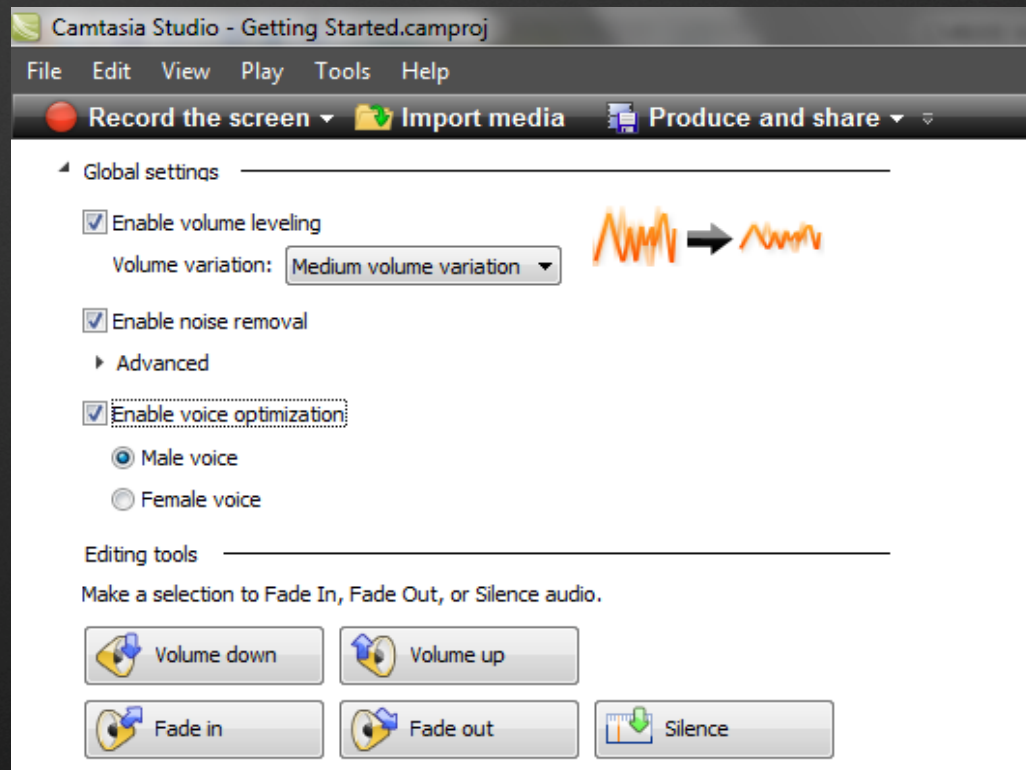 Camtasia Studio - Getting Started.camproj
File Edit View Play Tools Help
Record the screen Import media Produce and share
Global settings
Enable volume leveling
Volume variation: Medium volume variation
Enable noise removal
Advanced
Enable voice optimization
Male voice
Female voice
Editing tools
Make a selection to Fade In, Fade Out, or Silence audio.
Volume down Volume up
Fade in Fade out Silence